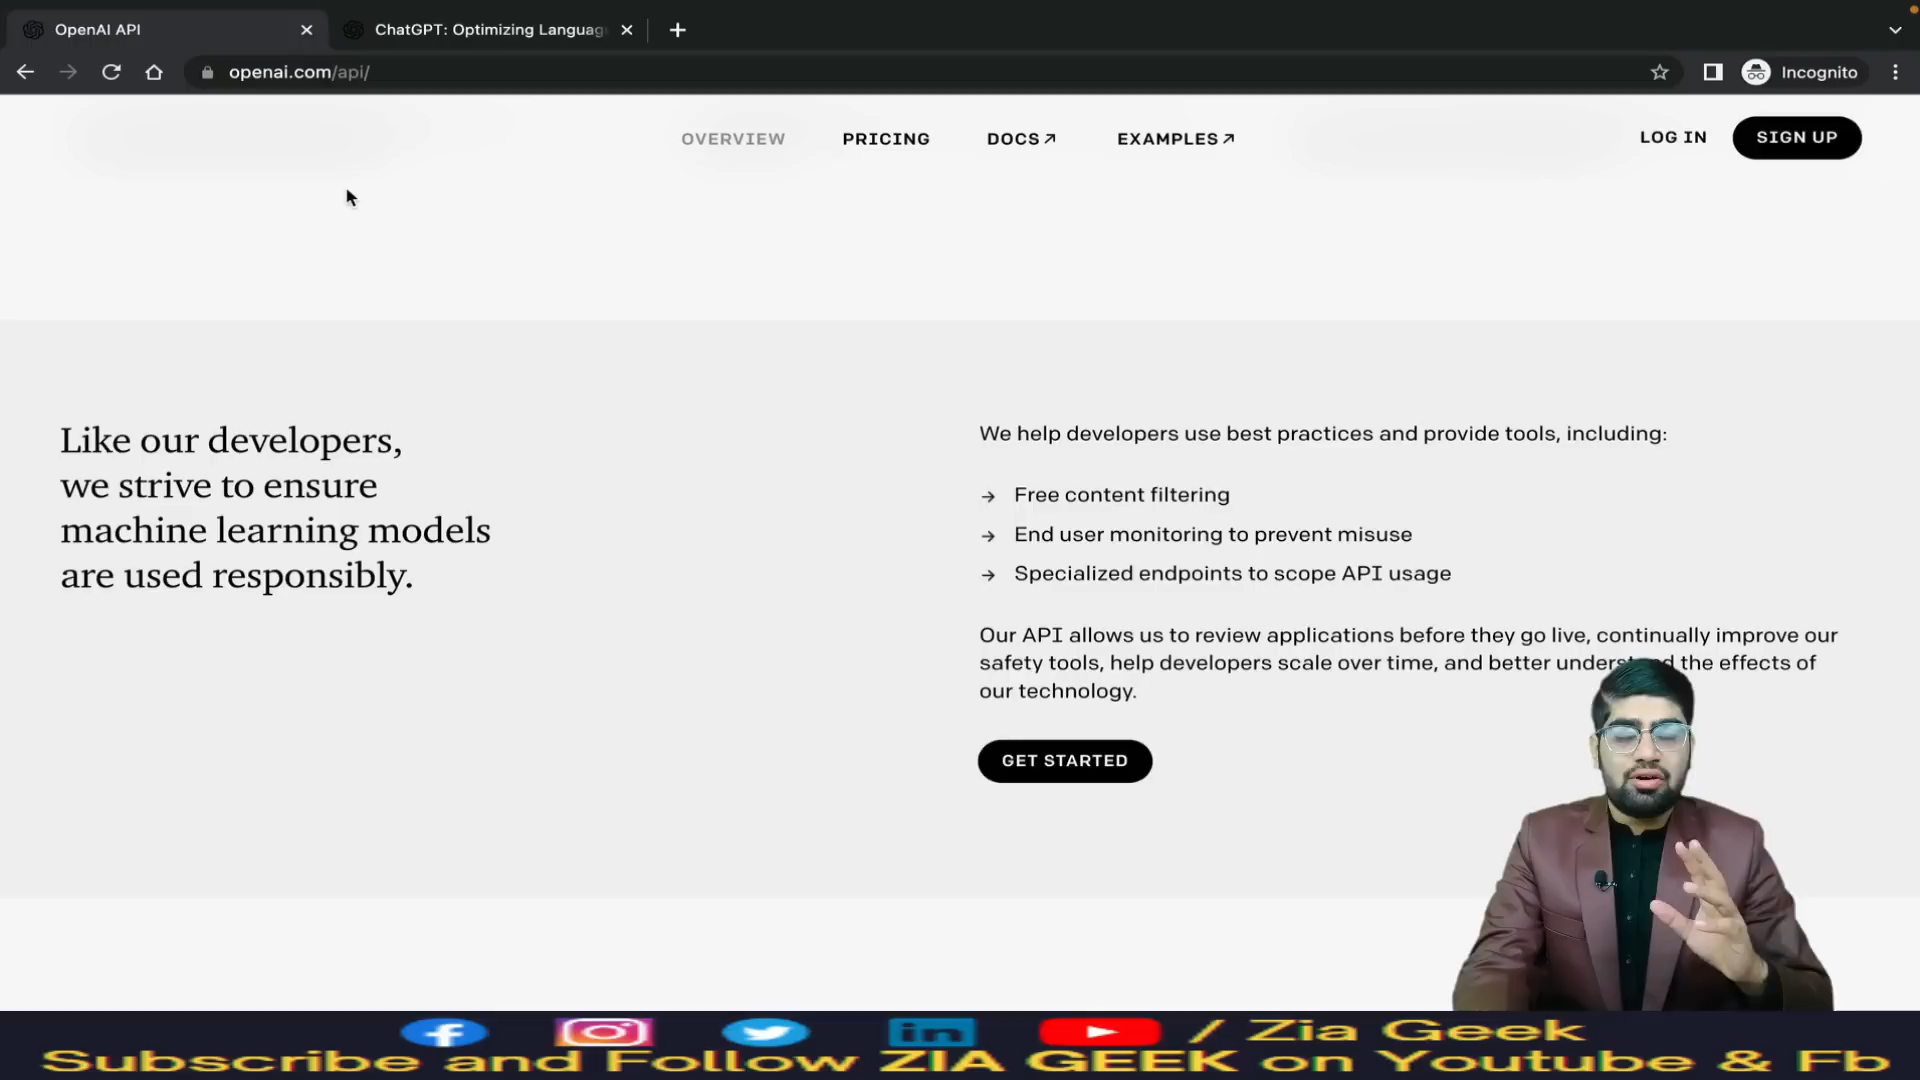 OpenAI API
ChatGPT: Optimizing Languag
openai.com/api/
Incognito
OVERVIEW
PRICING
DOCS↗
EXAMPLES↗
LOG IN
SIGN UP
Like our developers,
we strive to ensure
machine learning models
are used responsibly.
We help developers use best practices and provide tools, including:
→ Free content filtering
→ End user monitoring to prevent misuse
→ Specialized endpoints to scope API usage
Our API allows us to review applications before they go live, continually improve our
safety tools, help developers scale over time, and better the effects of
our technology.
GET STARTED
/ Zia Geek
Subscribe and Follow ZIA GEEK on Youtube & Fb